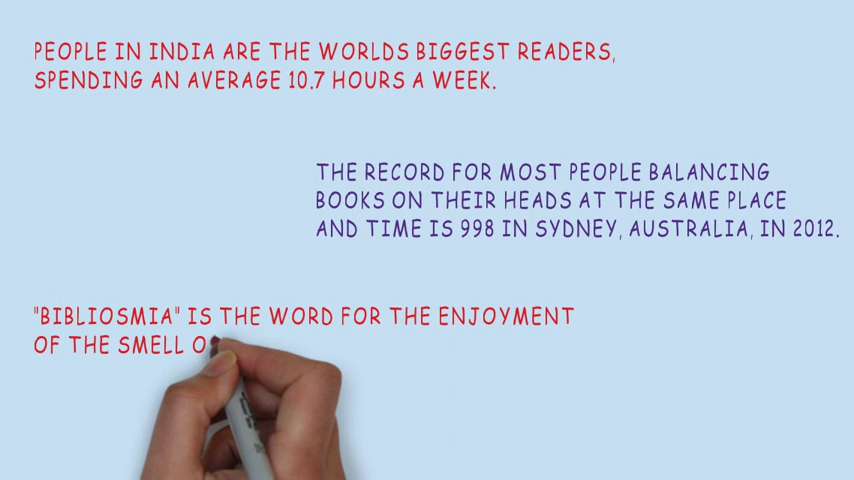 PEOPLE IN INDIA ARE THE WORLDS BIGGEST READERS,
SPENDING AN AVERAGE 10.7 HOURS A WEEK.
THE RECORD FOR MOST PEOPLE BALANCING
BOOKS ON THEIR HEADS AT THE SAME PLACE
AND TIME IS 998 IN SYDNEY, AUSTRALIA, IN 2012.
"BIBLIOSMIA" IS THE WORD FOR THE ENJOYMENT
OF THE SMELL O